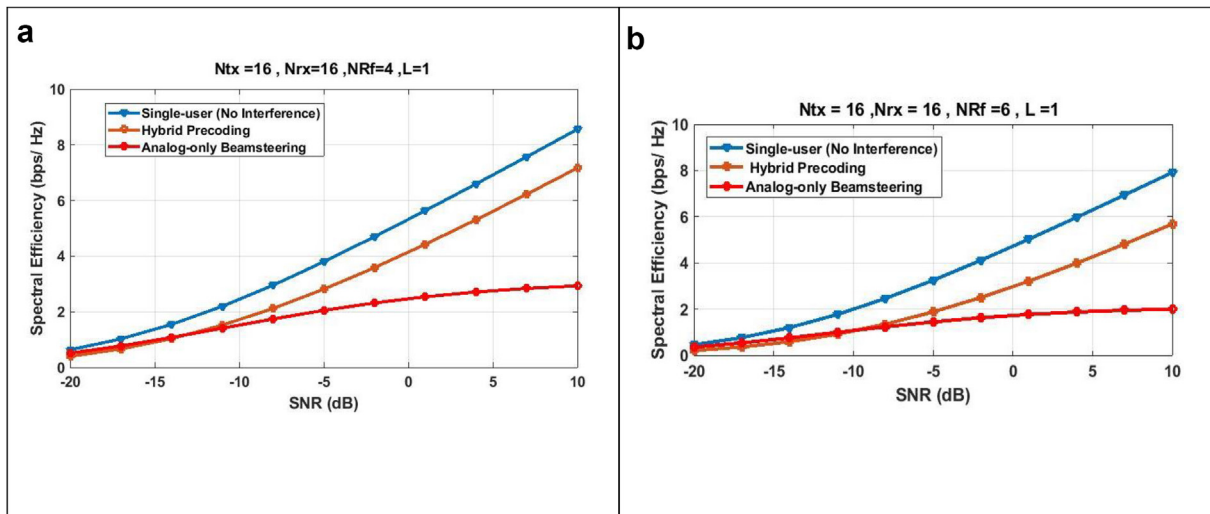 a
Ntx =16 , Nrx=16 ,NRf=4 ,L=1
Single-user (No Interference)
Hybrid Precoding
Analog-only Beamsteering
Spectral Efficiency (bps/ Hz)
10
8
6
4
2
0
-20 -15 -10 -5 0 5 10
SNR (dB)
b
Ntx = 16 ,Nrx = 16 , NRF =6 , L =1
Single-user (No Interference)
Hybrid Precoding
Analog-only Beamsteering
Spectral Efficiency (bps/ Hz)
10
8
6
4
2
0
-20 -15 -10 -5 0 5 10
SNR (dB)